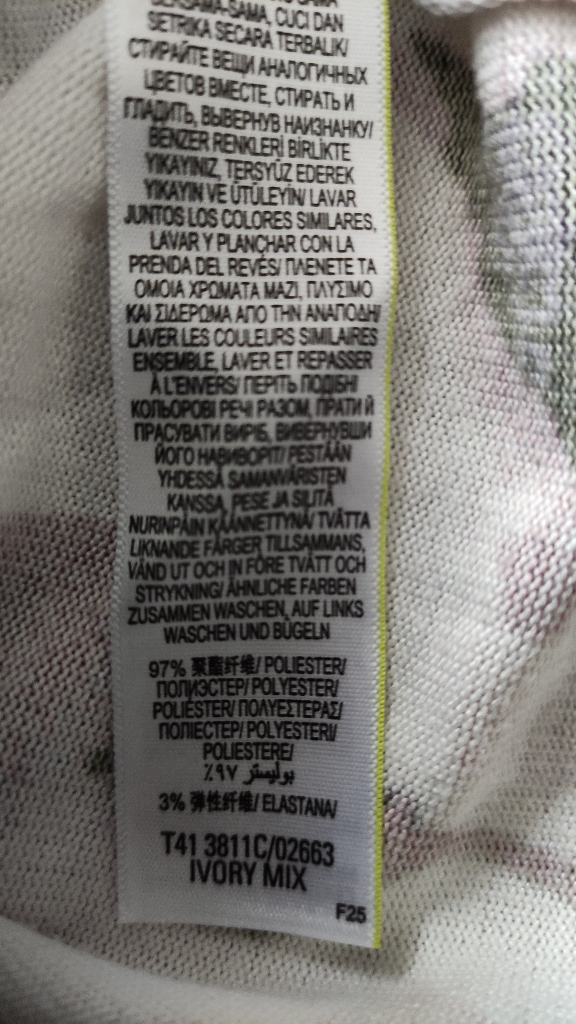 BERSAMA-SAMA, CUCI DAN
SETRIKA SECARA TERBALIK/
СТИРАЙТЕ ВЕЩИ АНАЛОГИЧНЫХ
ЦВЕТОВ ВМЕСТЕ, СТИРАТЬ И
ГЛАДИТЬ, ВЫВЕРНУВ НАИЗНАНКУ/
BENZER RENKLERİ BİRLİKTE
YIKAYINIZ, TERSYÜZ EDEREK
YIKAYIN VE ÜTÜLEYİN/ LAVAR
JUNTOS LOS COLORES SIMILARES,
LAVAR Y PLANCHAR CON LA
PRENDA DEL REVÉS/ ΠΛΕΝΕΤΕ ΤΑ
ΟΜΟΙΑ ΧΡΩΜΑΤΑ ΜΑΖΙ, ΠΛΥΣΙΜΟ
ΚΑΙ ΣΙΔΕΡΩΜΑ ΑΠΟ ΤΗΝ ΑΝΑΠΟΔΗ/
LAVER LES COULEURS SIMILAIRES
ENSEMBLE, LAVER ET REPASSER
À L'ENVERS/ ПЕРІТЬ ПОДІБНІ
КОЛЬОРОВІ РЕЧІ РАЗОМ, ПРАТИ Й
ПРАСУВАТИ ВИРІБ, ВИВЕРНУВШИ
ЙОГО НАВИВОРІТ/ PESTÄÄN
YHDESSÄ SAMANVÄRISTEN
KANSSA, PESE JA SILITÄ
NURINPÄIN KÄÄNNETTYNÄ/ TVÄTTA
LIKNANDE FÄRGER TILLSAMMANS,
VÄND UT OCH IN FÖRE TVÄTT OCH
STRYKNING/ ÄHNLICHE FARBEN
ZUSAMMEN WASCHEN, AUF LINKS
WASCHEN UND BÜGELN
97% 聚酯纤维/ POLIESTER/
ПОЛИЭСТЕР/ POLYESTER/
POLIÉSTER/ ΠΟΛΥΕΣΤΕΡΑΣ/
ПОЛІЕСТЕР/ POLYESTERI/
POLIESTERE/
بوليستر ٩٧٪
3% 弹性纤维/ ELASTANA/
T41 3811C/02663
IVORY MIX
F25